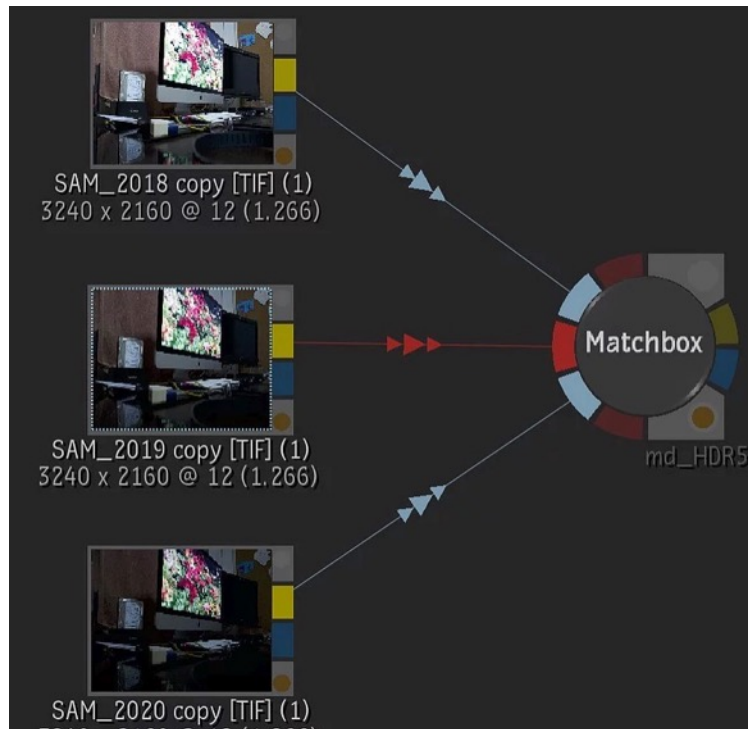 SAM_2018 copy [TIF] (1)
3240 x 2160 @ 12 (1.266)
Matchbox
md_HDR5
SAM_2019 copy [TIF] (1)
3240 x 2160 @ 12 (1.266)
SAM_2020 copy [TIF] (1)